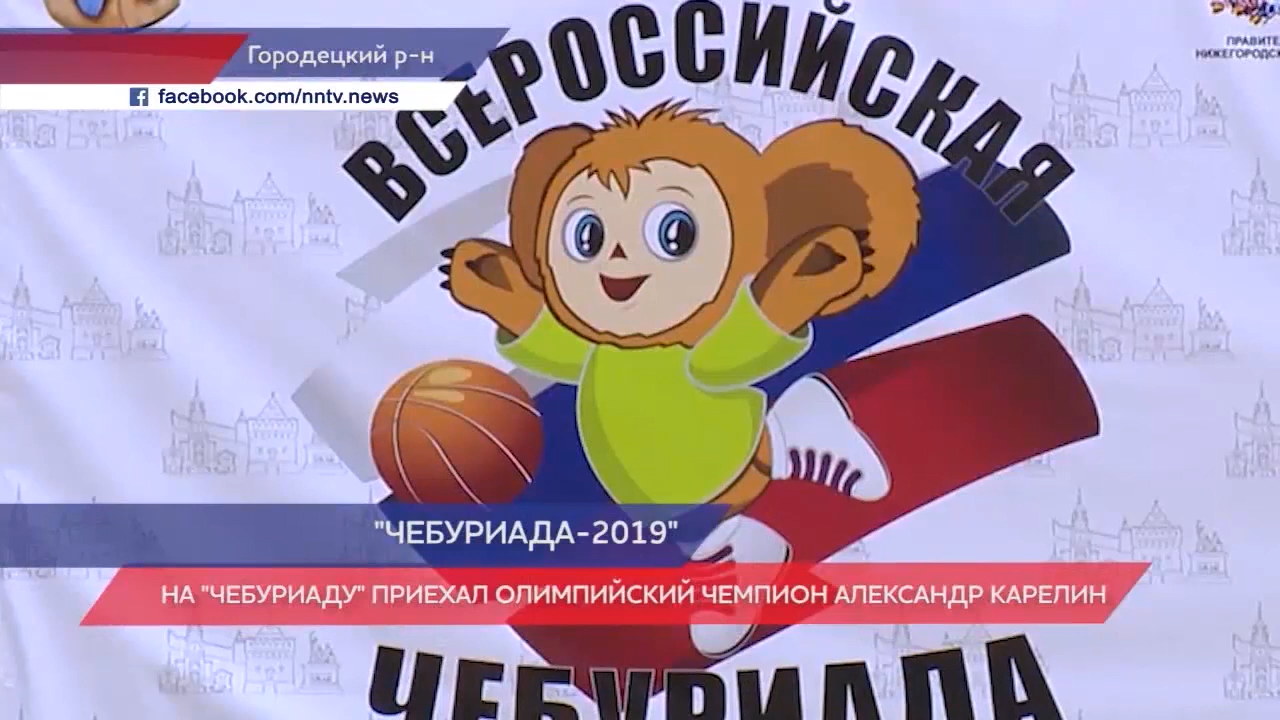 ВСЕРОССИЙСКАЯ
Городецкий р-н
facebook.com/nntv.news
"ЧЕБУРИАДА-2019"
НА "ЧЕБУРИАДУ" ПРИЕХАЛ ОЛИМПИЙСКИЙ ЧЕМПИОН АЛЕКСАНДР КАРЕЛИН
ЧЕБУРИАДА